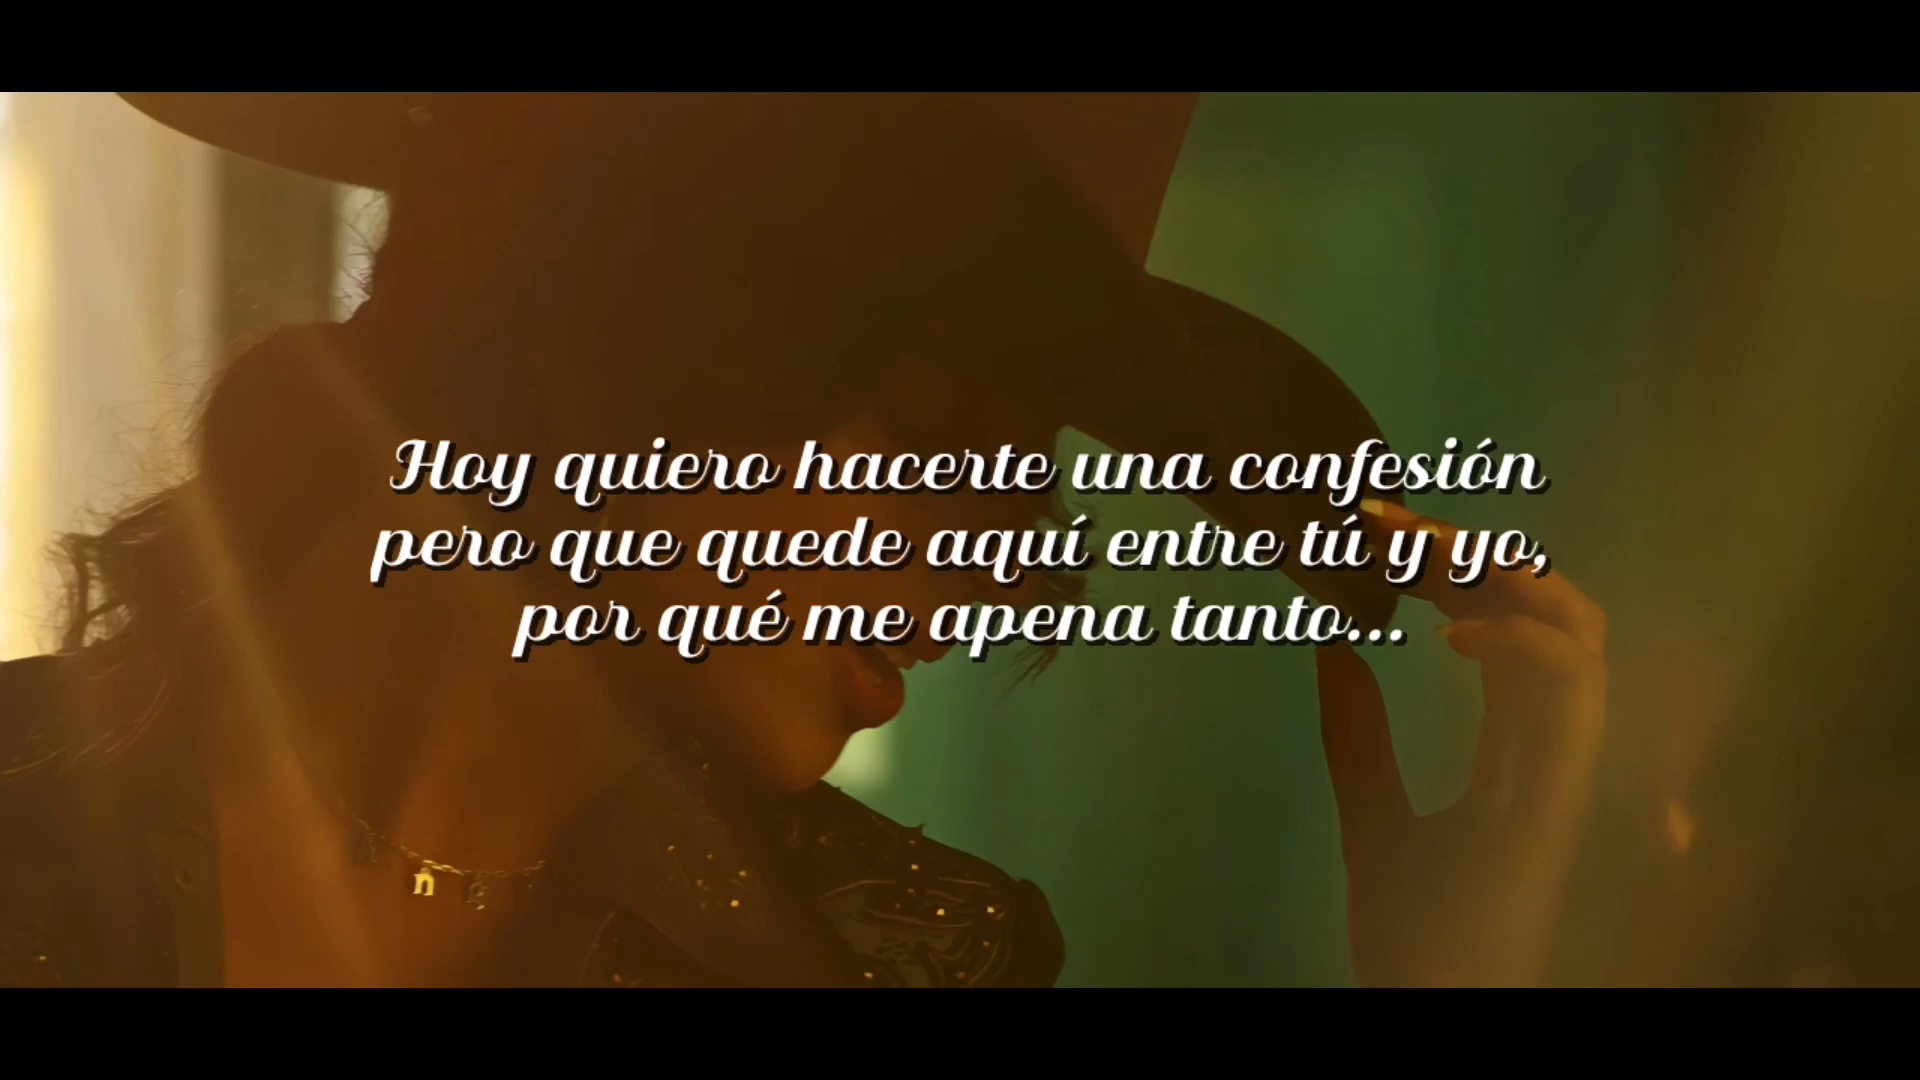 Hoy quiero hacerte una confesión
pero que quede aquí entre tú y yo,
por qué me apena tanto...
n